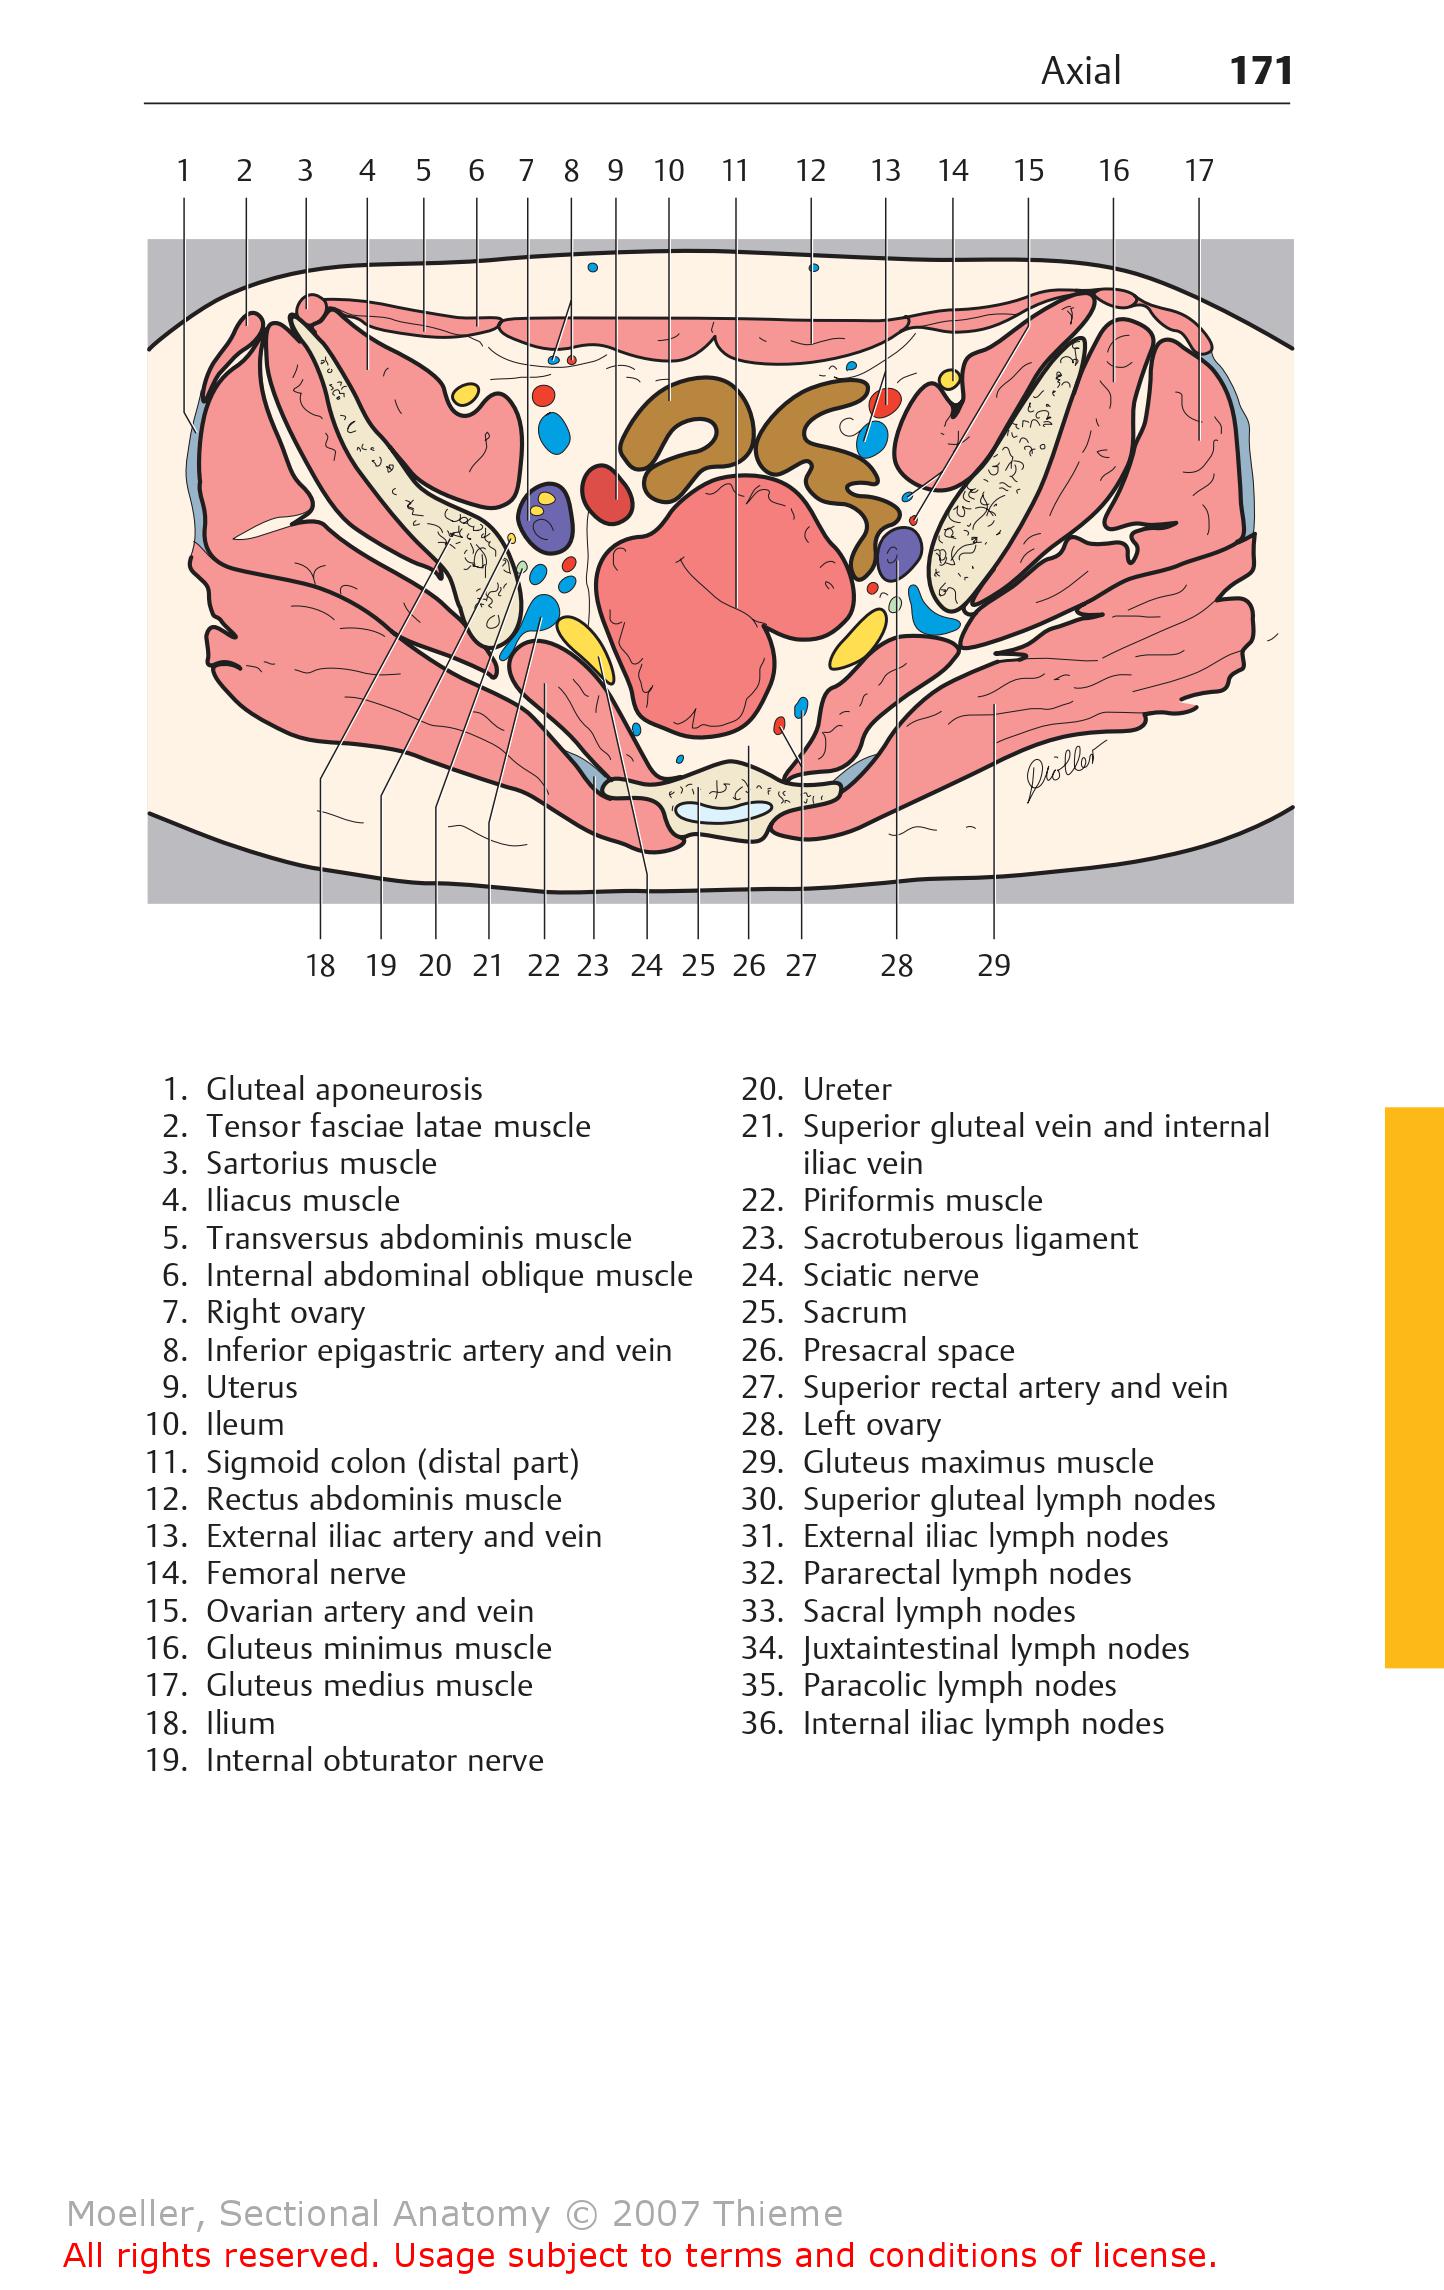 Axial 171
1 2 3 4 5 6 7 8 9 10 11 12 13 14 15 16 17
18 19 20 21 22 23 24 25 26 27 28 29
1. Gluteal aponeurosis
2. Tensor fasciae latae muscle
3. Sartorius muscle
4. Iliacus muscle
5. Transversus abdominis muscle
6. Internal abdominal oblique muscle
7. Right ovary
8. Inferior epigastric artery and vein
9. Uterus
10. Ileum
11. Sigmoid colon (distal part)
12. Rectus abdominis muscle
13. External iliac artery and vein
14. Femoral nerve
15. Ovarian artery and vein
16. Gluteus minimus muscle
17. Gluteus medius muscle
18. Ilium
19. Internal obturator nerve
20. Ureter
21. Superior gluteal vein and internal
iliac vein
22. Piriformis muscle
23. Sacrotuberous ligament
24. Sciatic nerve
25. Sacrum
26. Presacral space
27. Superior rectal artery and vein
28. Left ovary
29. Gluteus maximus muscle
30. Superior gluteal lymph nodes
31. External iliac lymph nodes
32. Pararectal lymph nodes
33. Sacral lymph nodes
34. Juxtaintestinal lymph nodes
35. Paracolic lymph nodes
36. Internal iliac lymph nodes
Moeller, Sectional Anatomy © 2007 Thieme
All rights reserved. Usage subject to terms and conditions of license.